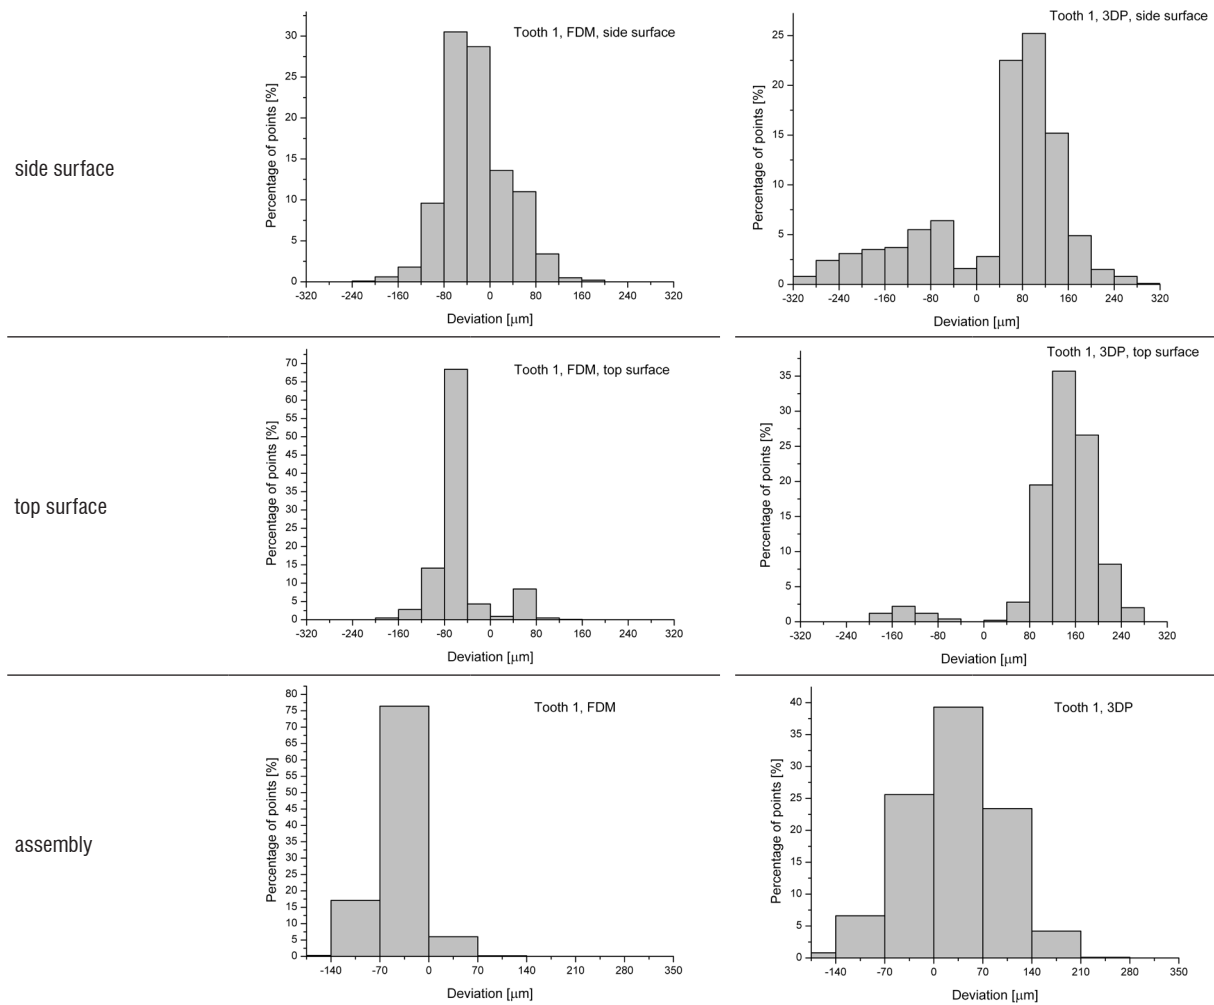 side surface
Tooth 1, FDM, side surface
Percentage of points [%]
30
25
20
15
10
5
0
-320 -240 -160 -80 0 80 160 240 320
Deviation [μm]
Tooth 1, 3DP, side surface
Percentage of points [%]
25
20
15
10
5
0
-320 -240 -160 -80 0 80 160 240 320
Deviation [μm]
top surface
Tooth 1, FDM, top surface
Percentage of points [%]
70
65
60
55
50
45
40
35
30
25
20
15
10
5
0
-320 -240 -160 -80 0 80 160 240 320
Deviation [μm]
Tooth 1, 3DP, top surface
Percentage of points [%]
35
30
25
20
15
10
5
0
-320 -240 -160 -80 0 80 160 240 320
Deviation [μm]
assembly
Tooth 1, FDM
Percentage of points [%]
80
75
70
65
60
55
50
45
40
35
30
25
20
15
10
5
0
-140 -70 0 70 140 210 280 350
Deviation [μm]
Tooth 1, 3DP
Percentage of points [%]
40
35
30
25
20
15
10
5
0
-140 -70 0 70 140 210 280 350
Deviation [μm]